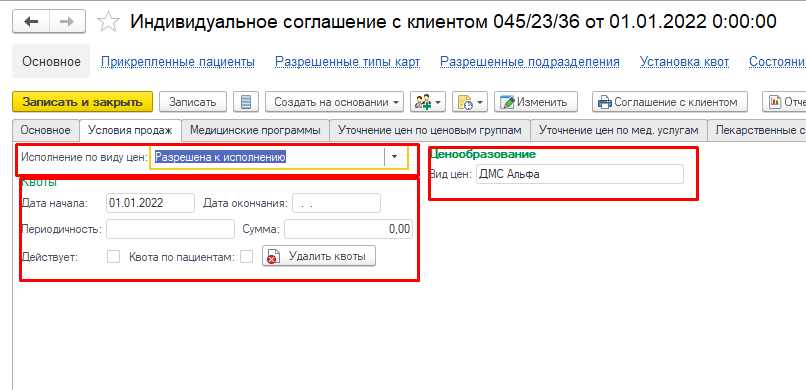 Индивидуальное соглашение с клиентом 045/23/36 от 01.01.2022 0:00:00
Основное Прикрепленные пациенты Разрешенные типы карт Разрешенные подразделения Установка квот Состояни
Записать и закрыть Записать Создать на основании Изменить Соглашение с клиентом Отче
Основное Условия продаж Медицинские программы Уточнение цен по ценовым группам Уточнение цен по мед. услугам Лекарственные с
Исполнение по виду цен: Разрешена к исполнению
Ценообразование
Вид цен: ДМС Альфа
Квоты
Дата начала: 01.01.2022 Дата окончания: . .
Периодичность: Сумма: 0,00
Действует: Квота по пациентам: Удалить квоты